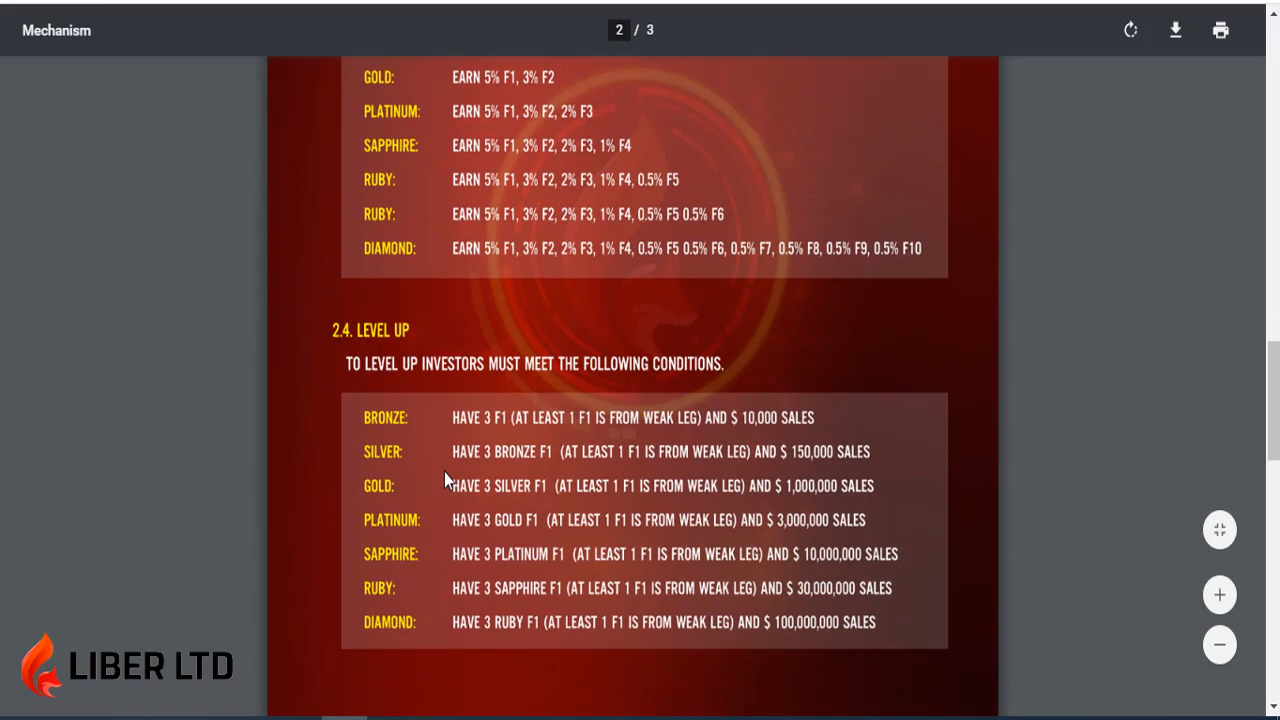 Mechanism
2 / 3
GOLD: EARN 5% F1, 3% F2
PLATINUM: EARN 5% F1, 3% F2, 2% F3
SAPPHIRE: EARN 5% F1, 3% F2, 2% F3, 1% F4
RUBY: EARN 5% F1, 3% F2, 2% F3, 1% F4, 0.5% F5
RUBY: EARN 5% F1, 3% F2, 2% F3, 1% F4, 0.5% F5 0.5% F6
DIAMOND: EARN 5% F1, 3% F2, 2% F3, 1% F4, 0.5% F5 0.5% F6, 0.5% F7, 0.5% F8, 0.5% F9, 0.5% F10
2.4. LEVEL UP
TO LEVEL UP INVESTORS MUST MEET THE FOLLOWING CONDITIONS.
BRONZE: HAVE 3 F1 (AT LEAST 1 F1 IS FROM WEAK LEG) AND $ 10,000 SALES
SILVER: HAVE 3 BRONZE F1 (AT LEAST 1 F1 IS FROM WEAK LEG) AND $ 150,000 SALES
GOLD: HAVE 3 SILVER F1 (AT LEAST 1 F1 IS FROM WEAK LEG) AND $ 1,000,000 SALES
PLATINUM: HAVE 3 GOLD F1 (AT LEAST 1 F1 IS FROM WEAK LEG) AND $ 3,000,000 SALES
SAPPHIRE: HAVE 3 PLATINUM F1 (AT LEAST 1 F1 IS FROM WEAK LEG) AND $ 10,000,000 SALES
RUBY: HAVE 3 SAPPHIRE F1 (AT LEAST 1 F1 IS FROM WEAK LEG) AND $ 30,000,000 SALES
DIAMOND: HAVE 3 RUBY F1 (AT LEAST 1 F1 IS FROM WEAK LEG) AND $ 100,000,000 SALES
LIBER LTD